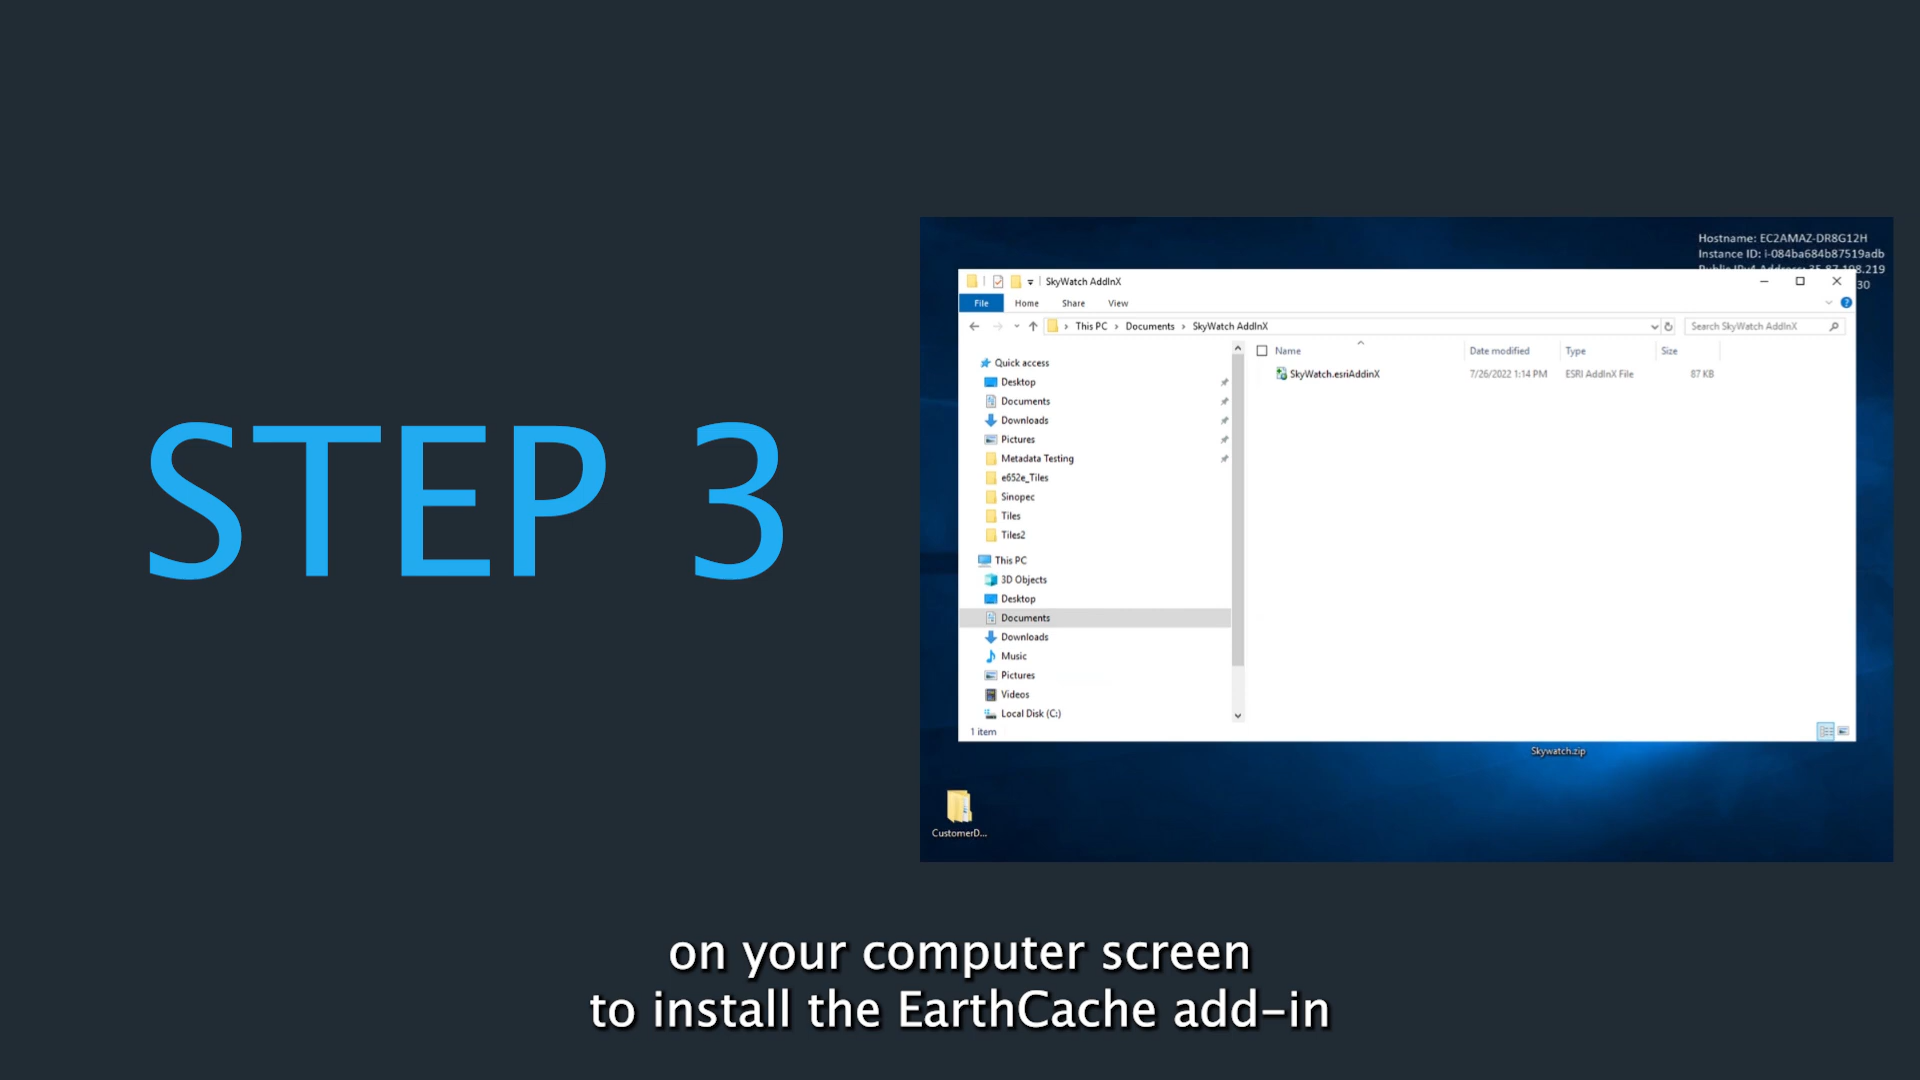 STEP 3
Hostname: EC2AMAZ-DR8G12H
Instance ID: i-084ba684b87519adb
SkyWatch AddInX
File Home Share View
This PC > Documents > SkyWatch AddInX
Search SkyWatch AddInX
Quick access
Desktop
Documents
Downloads
Pictures
Metadata Testing
e652e_Tiles
Sinopec
Tiles
Tiles2
This PC
3D Objects
Desktop
Documents
Downloads
Music
Pictures
Videos
Local Disk (C:)
1 item
Name Date modified Type Size
SkyWatch.esriAddinX 7/26/2022 1:14 PM ESRI AddInX File 87 KB
Skywatch.zip
CustomerD...
on your computer screen
to install the EarthCache add-in